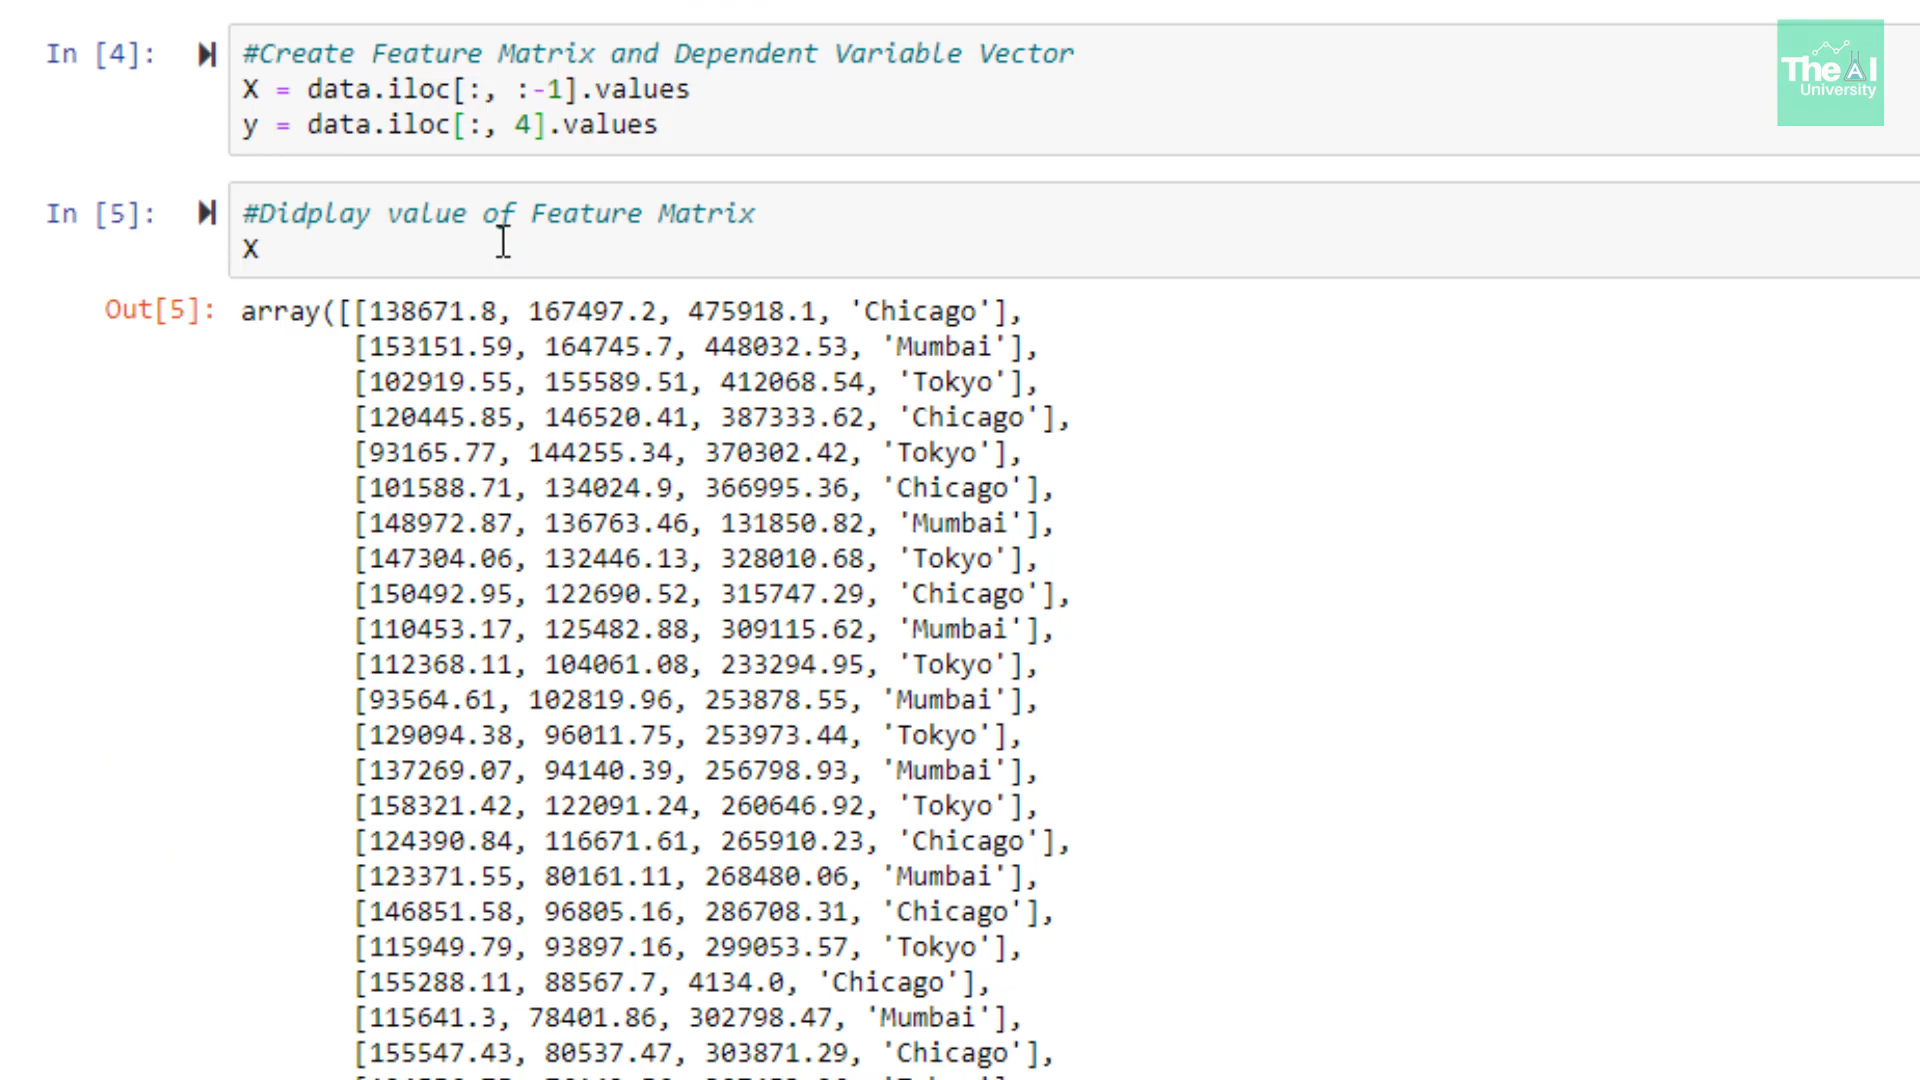 In [4]:
#Create Feature Matrix and Dependent Variable Vector
X = data.iloc[:, :-1].values
y = data.iloc[:, 4].values
The AI
University
In [5]:
#Didplay value of Feature Matrix
X
Out[5]: array([[138671.8, 167497.2, 475918.1, 'Chicago'],
[153151.59, 164745.7, 448032.53, 'Mumbai'],
[102919.55, 155589.51, 412068.54, 'Tokyo'],
[120445.85, 146520.41, 387333.62, 'Chicago'],
[93165.77, 144255.34, 370302.42, 'Tokyo'],
[101588.71, 134024.9, 366995.36, 'Chicago'],
[148972.87, 136763.46, 131850.82, 'Mumbai'],
[147304.06, 132446.13, 328010.68, 'Tokyo'],
[150492.95, 122690.52, 315747.29, 'Chicago'],
[110453.17, 125482.88, 309115.62, 'Mumbai'],
[112368.11, 104061.08, 233294.95, 'Tokyo'],
[93564.61, 102819.96, 253878.55, 'Mumbai'],
[129094.38, 96011.75, 253973.44, 'Tokyo'],
[137269.07, 94140.39, 256798.93, 'Mumbai'],
[158321.42, 122091.24, 260646.92, 'Tokyo'],
[124390.84, 116671.61, 265910.23, 'Chicago'],
[123371.55, 80161.11, 268480.06, 'Mumbai'],
[146851.58, 96805.16, 286708.31, 'Chicago'],
[115949.79, 93897.16, 299053.57, 'Tokyo'],
[155288.11, 88567.7, 4134.0, 'Chicago'],
[115641.3, 78401.86, 302798.47, 'Mumbai'],
[155547.43, 80537.47, 303871.29, 'Chicago'],